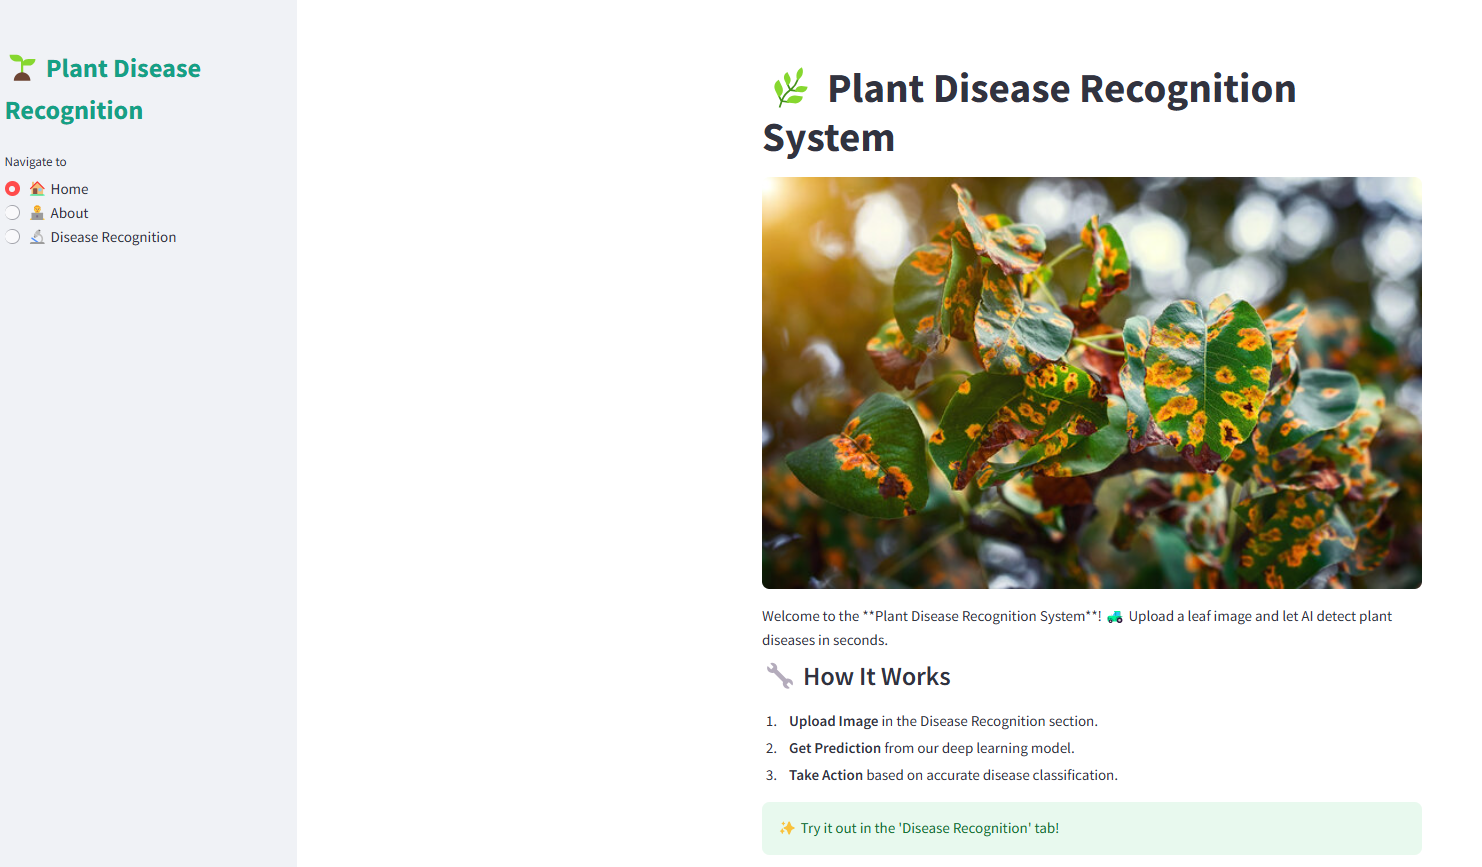 🌱 Plant Disease
Recognition
Navigate to
🏠 Home
🧑‍💻 About
🔬 Disease Recognition
🌿 Plant Disease Recognition
System
Welcome to the **Plant Disease Recognition System**! 🚜 Upload a leaf image and let AI detect plant
diseases in seconds.
🔧 How It Works
1. Upload Image in the Disease Recognition section.
2. Get Prediction from our deep learning model.
3. Take Action based on accurate disease classification.
✨ Try it out in the 'Disease Recognition' tab!